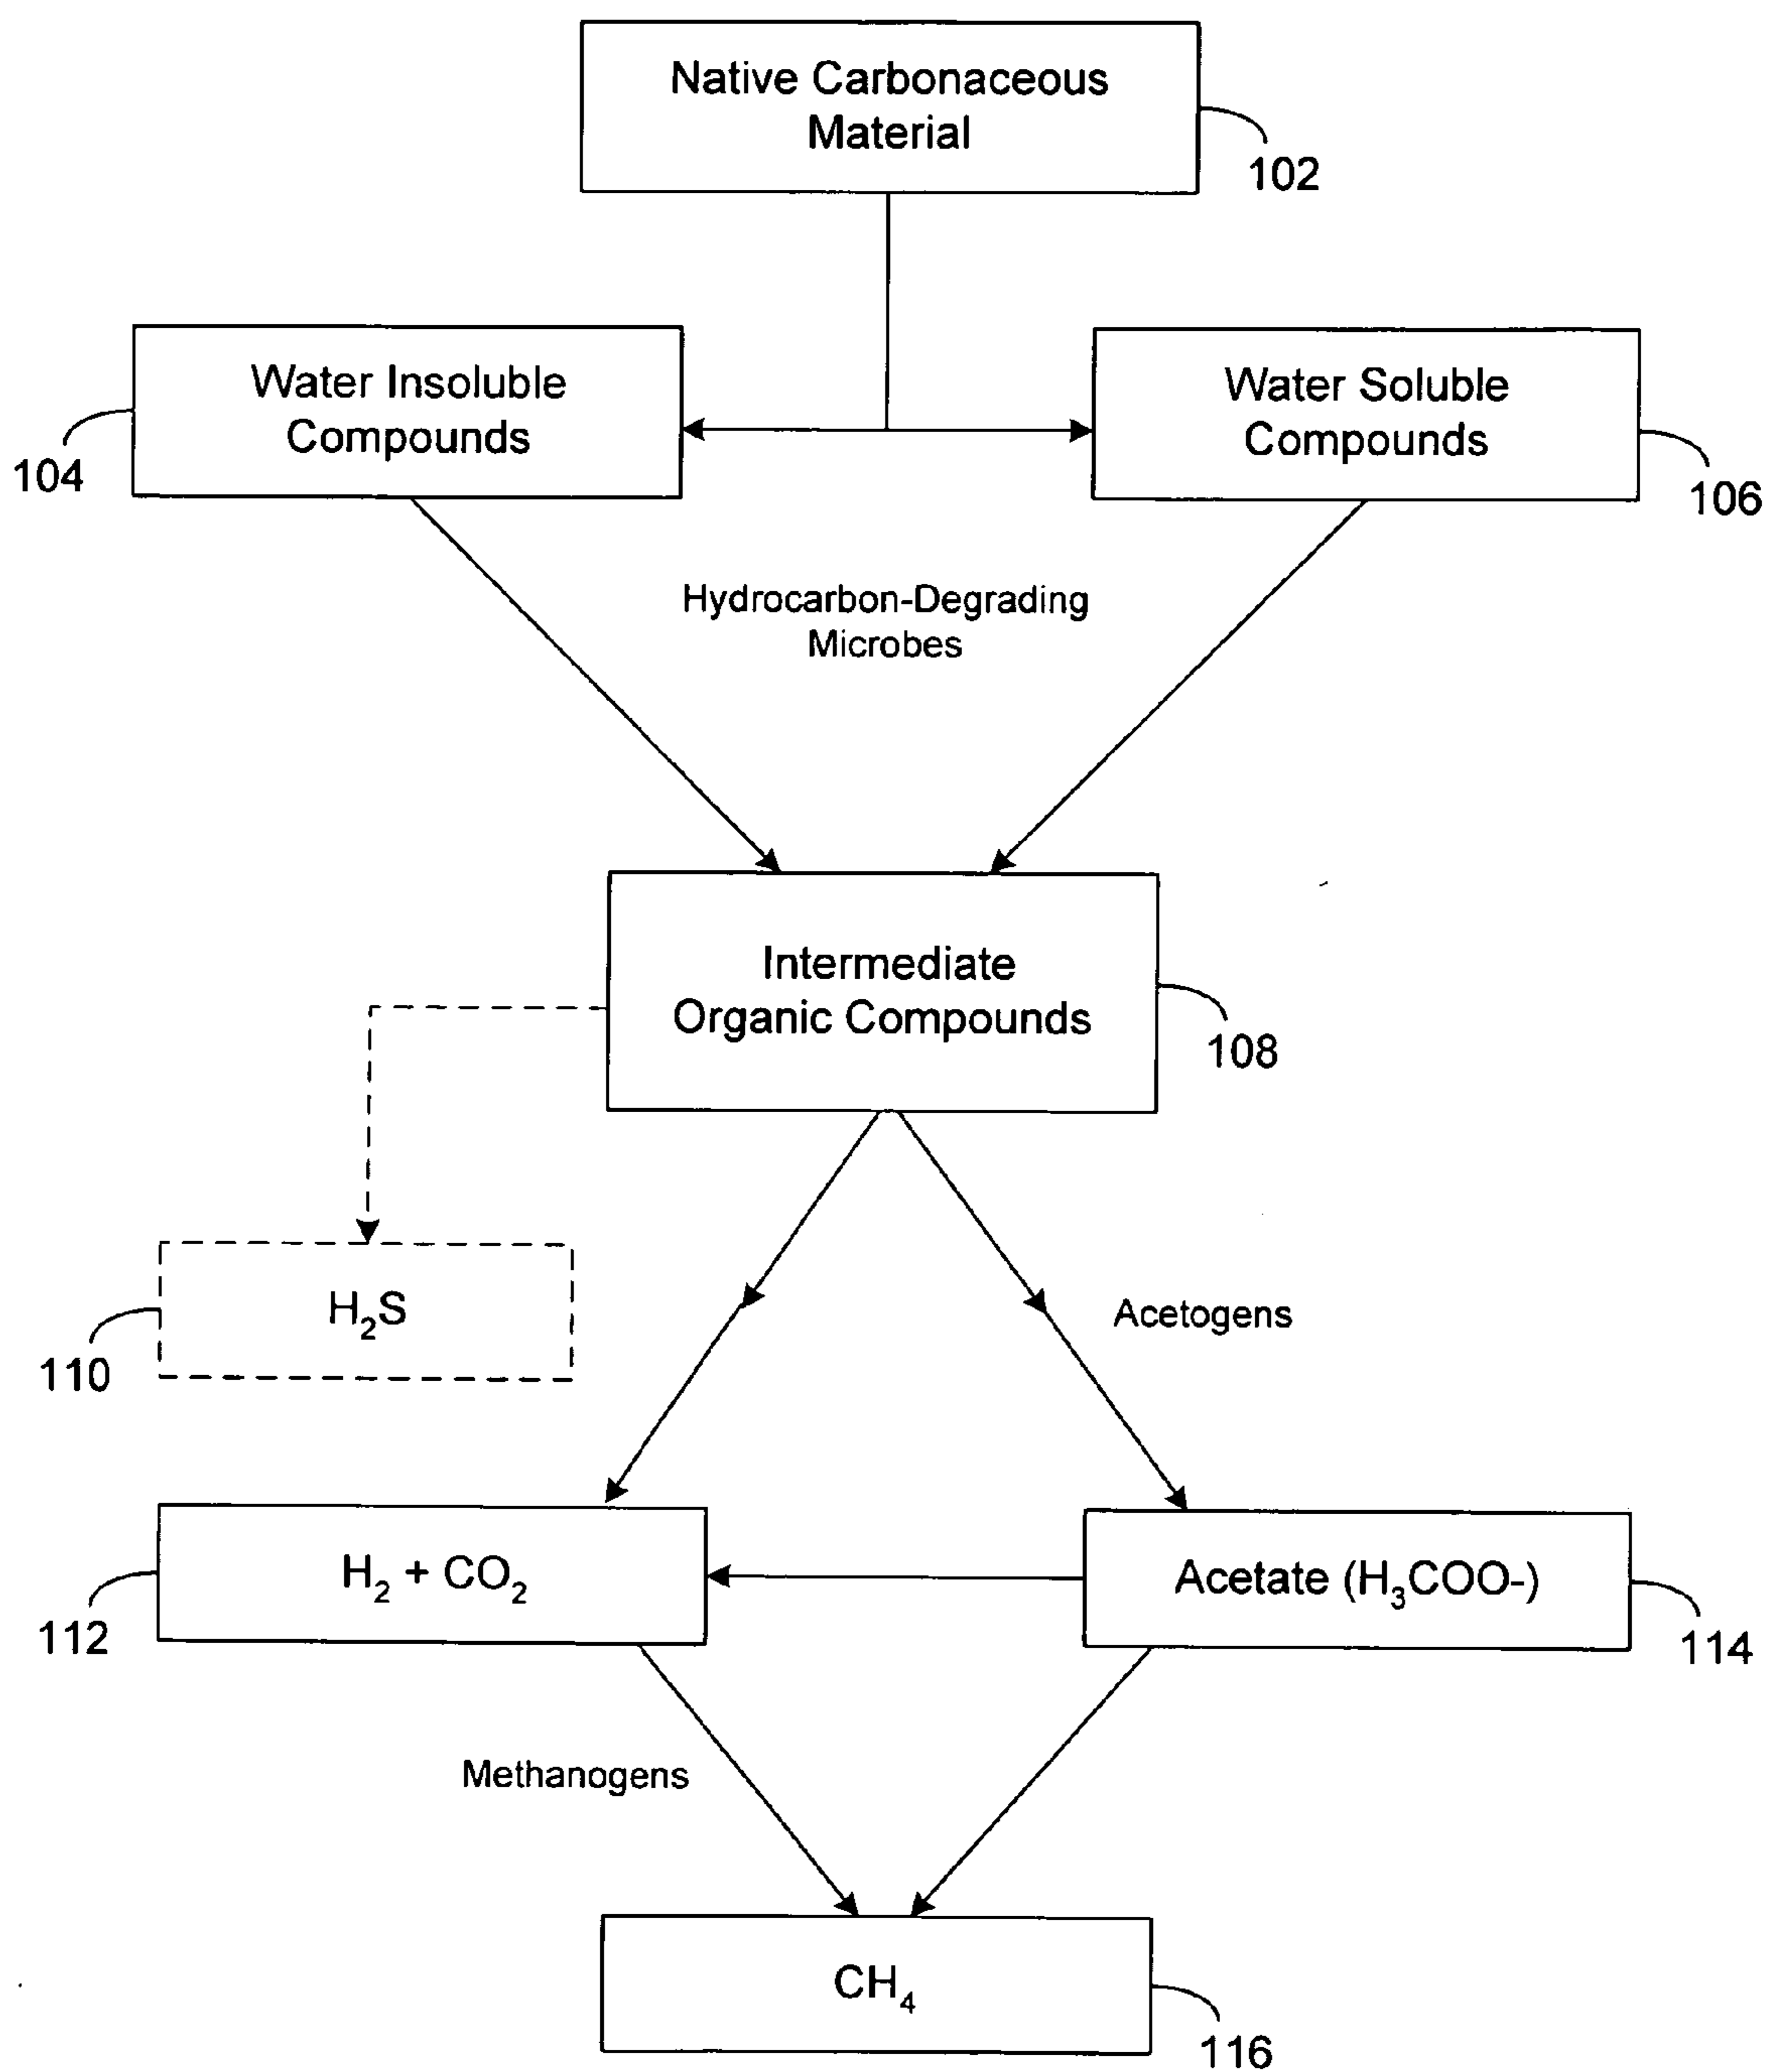 Native Carbonaceous
Material
102
Water Insoluble
Compounds
104
Water Soluble
Compounds
106
Hydrocarbon-Degrading
Microbes
Intermediate
Organic Compounds
108
H₂S
110
Acetogens
H₂ + CO₂
112
Acetate (H₃COO-)
114
Methanogens
CH₄
116